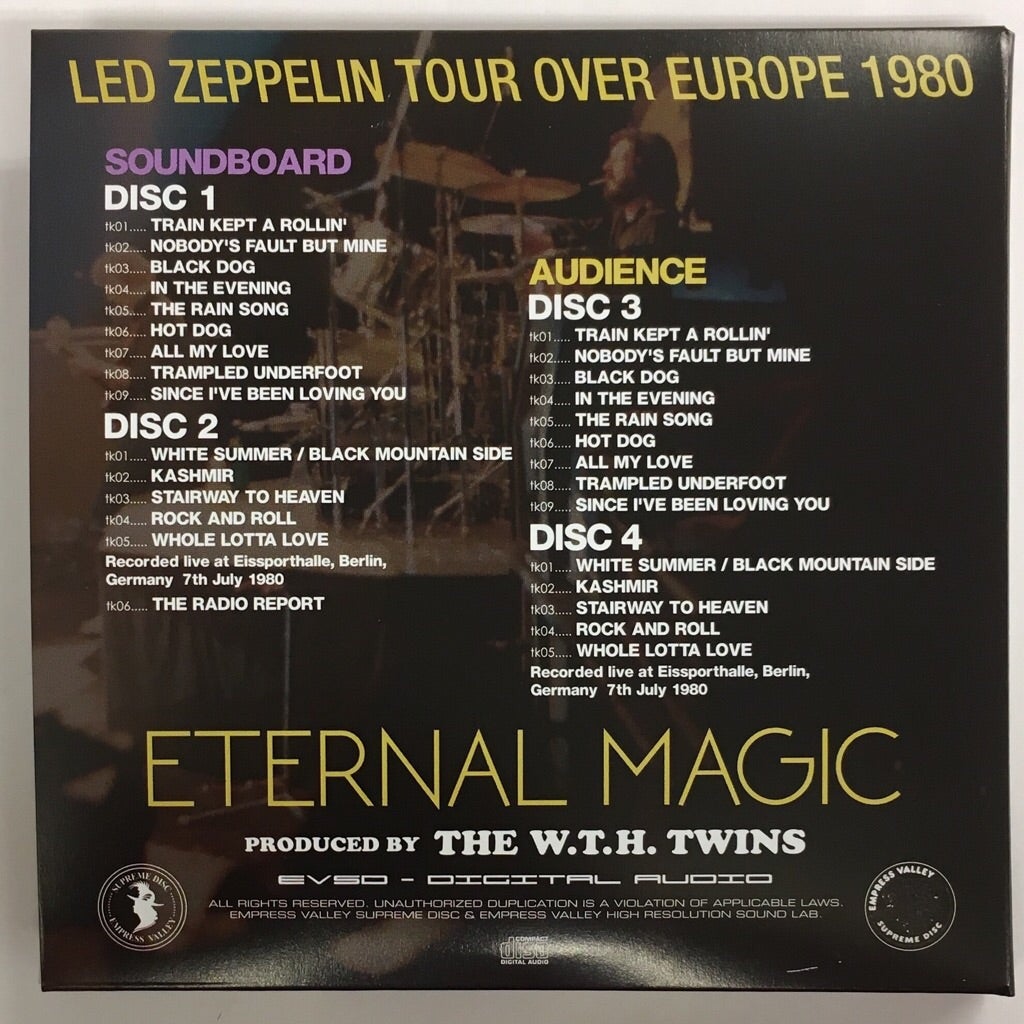 LED ZEPPELIN TOUR OVER EUROPE 1980
SOUNDBOARD
DISC 1
tk01..... TRAIN KEPT A ROLLIN'
tk02..... NOBODY'S FAULT BUT MINE
tk03..... BLACK DOG
tk04..... IN THE EVENING
tk05..... THE RAIN SONG
tk06..... HOT DOG
tk07..... ALL MY LOVE
tk08..... TRAMPLED UNDERFOOT
tk09..... SINCE I'VE BEEN LOVING YOU
DISC 2
tk01..... WHITE SUMMER / BLACK MOUNTAIN SIDE
tk02..... KASHMIR
tk03..... STAIRWAY TO HEAVEN
tk04..... ROCK AND ROLL
tk05..... WHOLE LOTTA LOVE
Recorded live at Eissporthalle, Berlin,
Germany 7th July 1980
tk06..... THE RADIO REPORT
AUDIENCE
DISC 3
tk01..... TRAIN KEPT A ROLLIN'
tk02..... NOBODY'S FAULT BUT MINE
tk03..... BLACK DOG
tk04..... IN THE EVENING
tk05..... THE RAIN SONG
tk06..... HOT DOG
tk07..... ALL MY LOVE
tk08..... TRAMPLED UNDERFOOT
tk09..... SINCE I'VE BEEN LOVING YOU
DISC 4
tk01..... WHITE SUMMER / BLACK MOUNTAIN SIDE
tk02..... KASHMIR
tk03..... STAIRWAY TO HEAVEN
tk04..... ROCK AND ROLL
tk05..... WHOLE LOTTA LOVE
Recorded live at Eissporthalle, Berlin,
Germany 7th July 1980
ETERNAL MAGIC
PRODUCED BY THE W.T.H. TWINS
EVSD - DIGITAL AUDIO
ALL RIGHTS RESERVED. UNAUTHORIZED DUPLICATION IS A VIOLATION OF APPLICABLE LAWS.
EMPRESS VALLEY SUPREME DISC & EMPRESS VALLEY HIGH RESOLUTION SOUND LAB.
SUPREME DISC
EMPRESS VALLEY
EMPRESS VALLEY
SUPREME DISC
COMPACT
disc
DIGITAL AUDIO